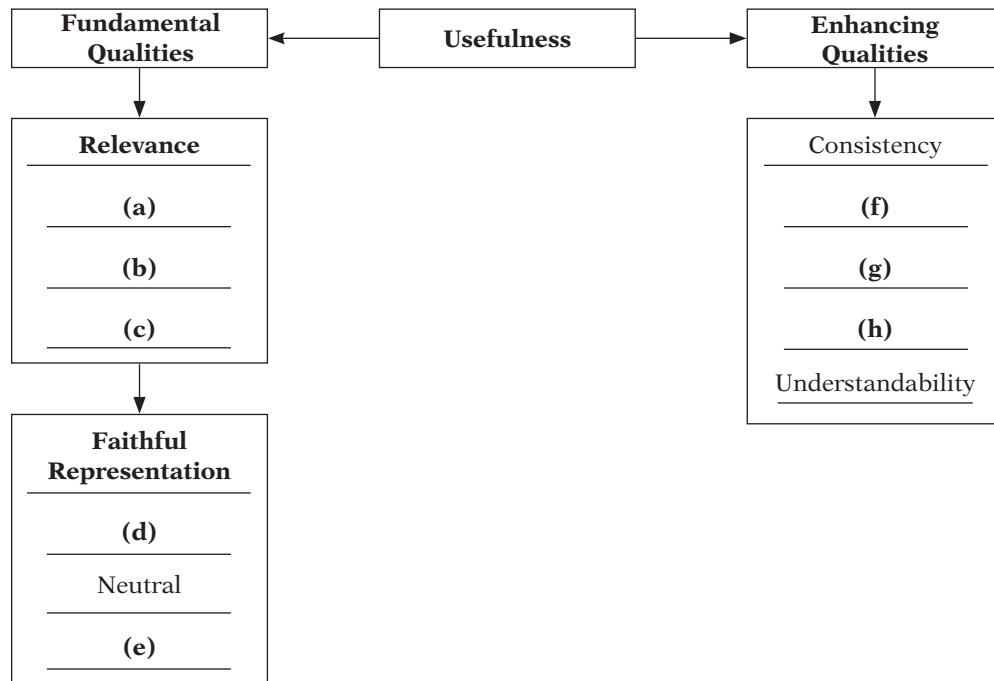 Fundamental
Qualities
Usefulness
Enhancing
Qualities
Relevance
(a)
(b)
(c)
Faithful
Representation
(d)
Neutral
(e)
Consistency
(f)
(g)
(h)
Understandability